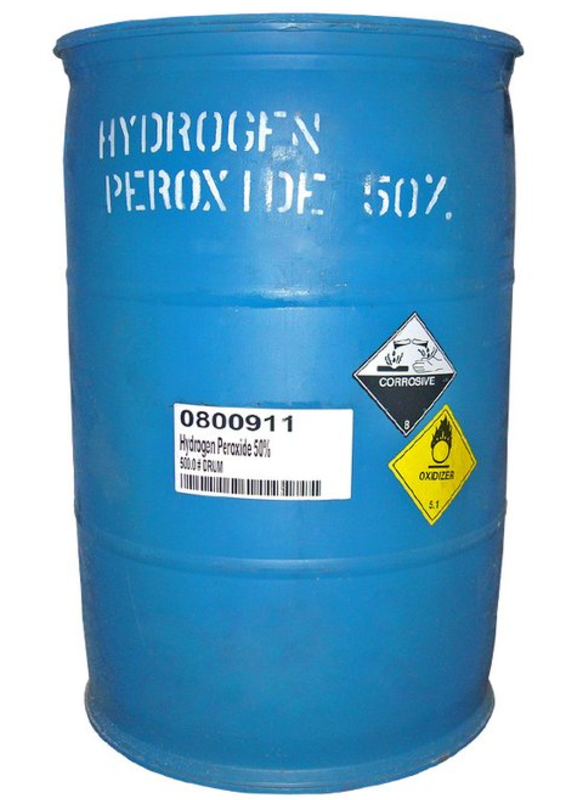 HYDROGEN
PEROXIDE 50%.
0800911
Hydrogen Peroxide 50%
500.0 # DRUM
CORROSIVE
8
OXIDIZER
5.1